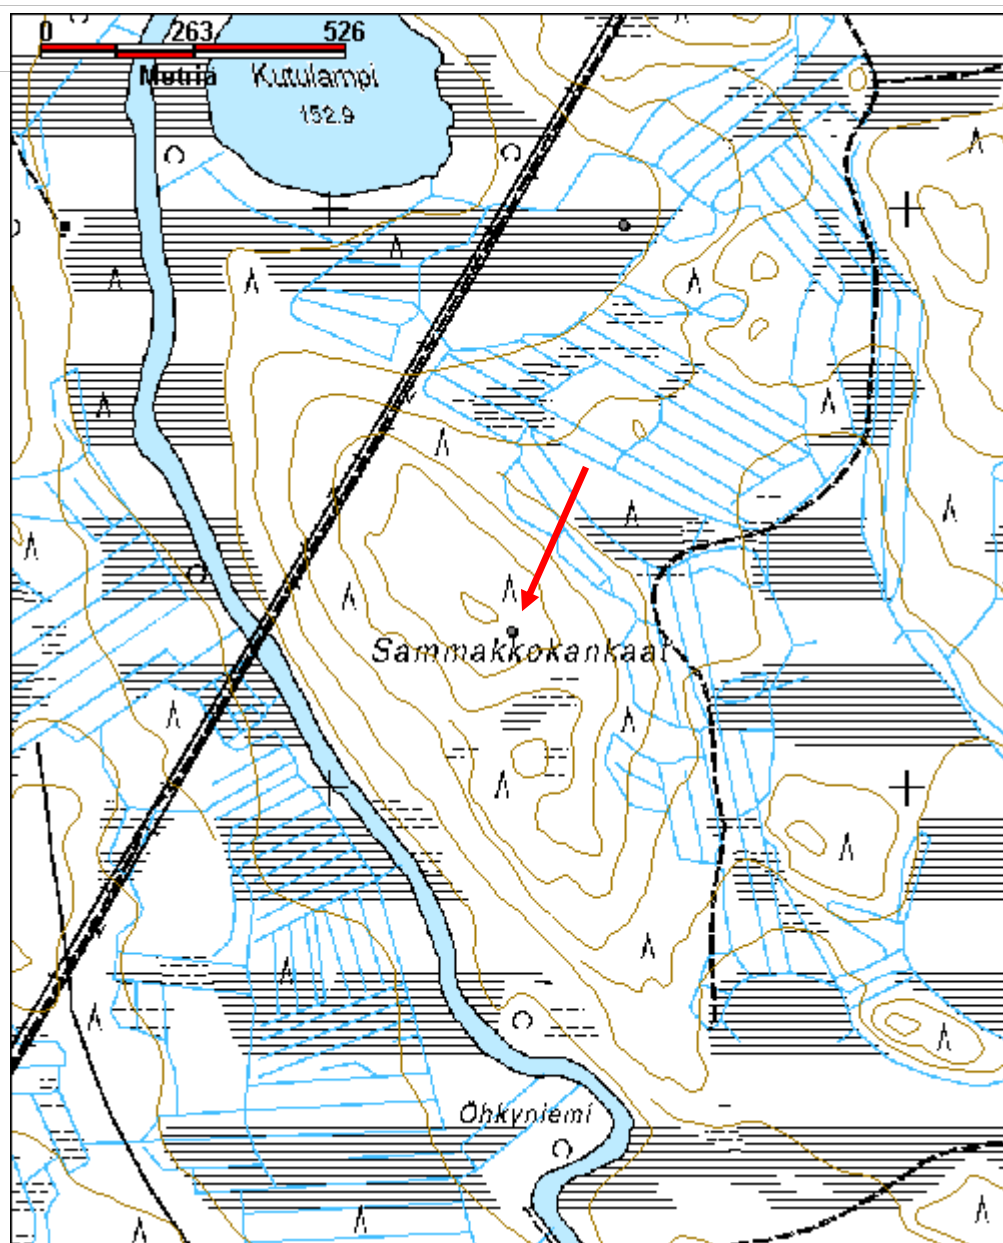 0 263 526
Metriä
Kutulampi
152.9
Sammakkokankaat
Öhkyniemi